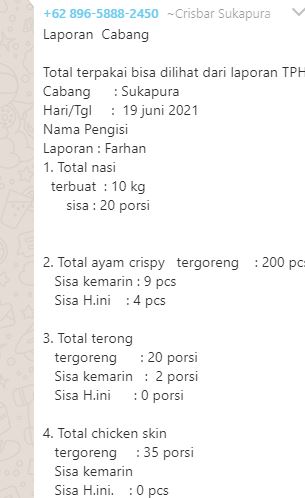 +62 896-5888-2450 ~Crisbar Sukapura
Laporan Cabang
Total terpakai bisa dilihat dari laporan TPH
Cabang : Sukapura
Hari/Tgl : 19 juni 2021
Nama Pengisi
Laporan : Farhan
1. Total nasi
terbuat : 10 kg
sisa : 20 porsi
2. Total ayam crispy tergoreng : 200 pcs
Sisa kemarin : 9 pcs
Sisa H.ini : 4 pcs
3. Total terong
tergoreng : 20 porsi
Sisa kemarin : 2 porsi
Sisa H.ini : 0 porsi
4. Total chicken skin
tergoreng : 35 porsi
Sisa kemarin
Sisa H.ini. : 0 pcs